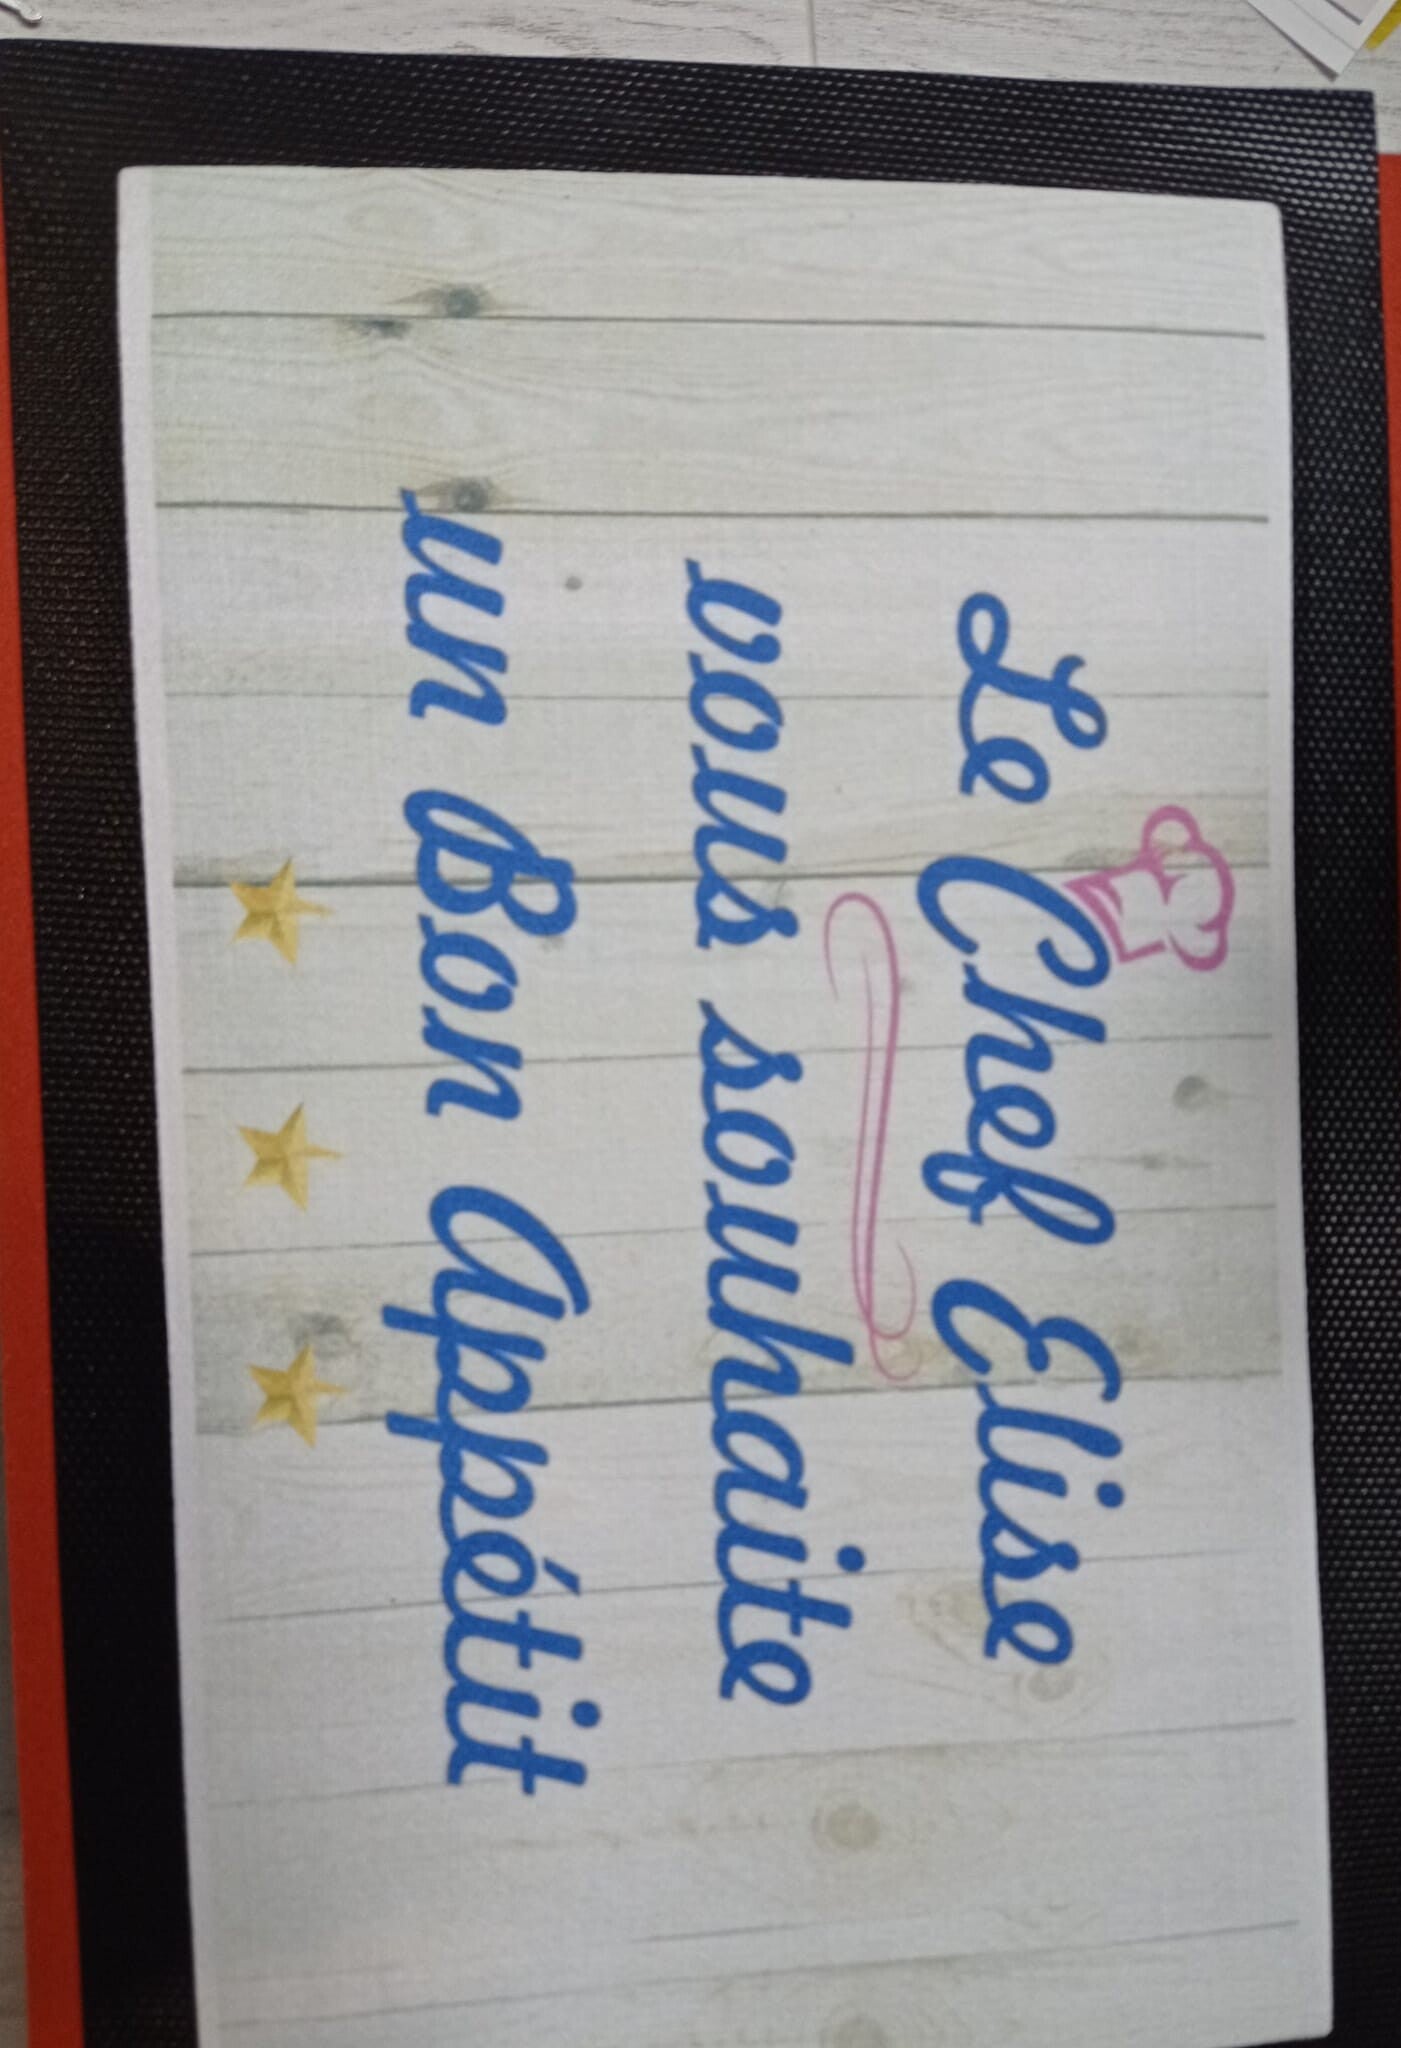 Le Chef Elise
vous souhaite
un Bon Appétit